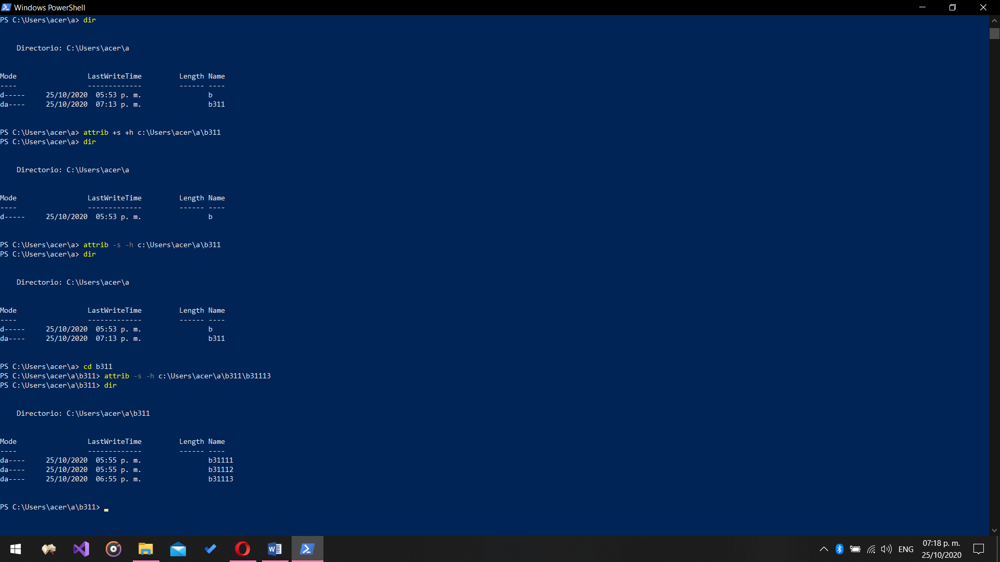 Windows PowerShell
PS C:\Users\acer\a> dir
Directorio: C:\Users\acer\a
Mode                 LastWriteTime         Length Name
----                 -------------         ------ ----
d-----     25/10/2020  05:53 p. m.                b
da----     25/10/2020  07:13 p. m.                b311
PS C:\Users\acer\a> attrib +s +h c:\Users\acer\a\b311
PS C:\Users\acer\a> dir
Directorio: C:\Users\acer\a
Mode                 LastWriteTime         Length Name
----                 -------------         ------ ----
d-----     25/10/2020  05:53 p. m.                b
PS C:\Users\acer\a> attrib -s -h c:\Users\acer\a\b311
PS C:\Users\acer\a> dir
Directorio: C:\Users\acer\a
Mode                 LastWriteTime         Length Name
----                 -------------         ------ ----
d-----     25/10/2020  05:53 p. m.                b
da----     25/10/2020  07:13 p. m.                b311
PS C:\Users\acer\a> cd b311
PS C:\Users\acer\a\b311> attrib -s -h c:\Users\acer\a\b311\b31113
PS C:\Users\acer\a\b311> dir
Directorio: C:\Users\acer\a\b311
Mode                 LastWriteTime         Length Name
----                 -------------         ------ ----
da----     25/10/2020  05:55 p. m.                b31111
da----     25/10/2020  05:55 p. m.                b31112
da----     25/10/2020  06:55 p. m.                b31113
PS C:\Users\acer\a\b311>
ENG
07:18 p. m.
25/10/2020